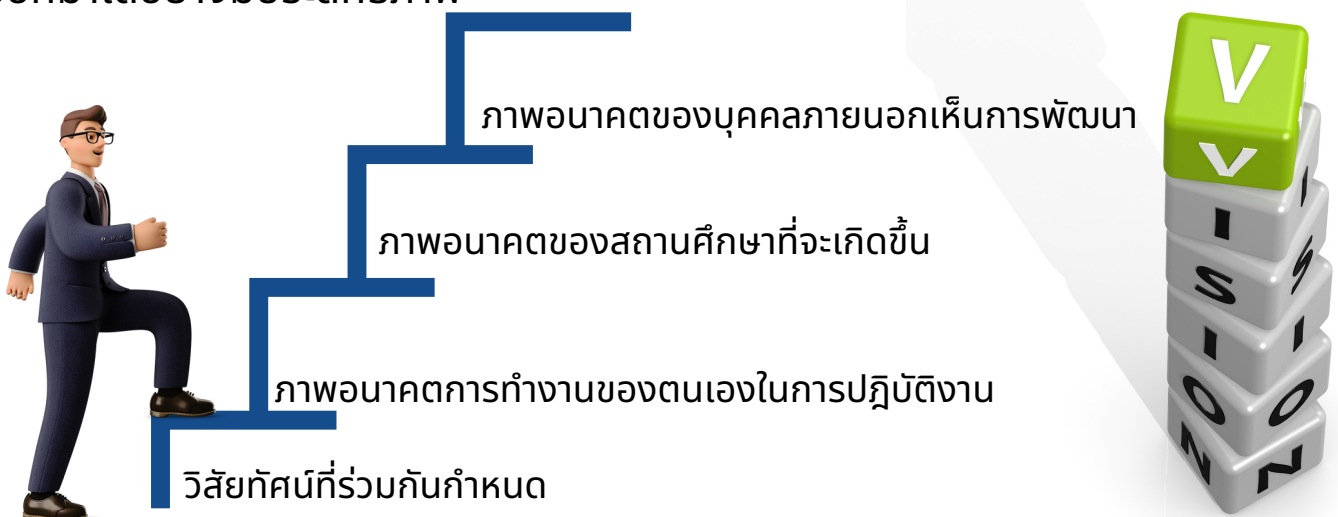 ภาพอนาคตของบุคคลภายนอกเห็นการพัฒนา
ภาพอนาคตของสถานศึกษาที่จะเกิดขึ้น
ภาพอนาคตการทำงานของตนเองในการปฎิบัติงาน
วิสัยทัศน์ที่ร่วมกันกำหนด
VISION
VISION